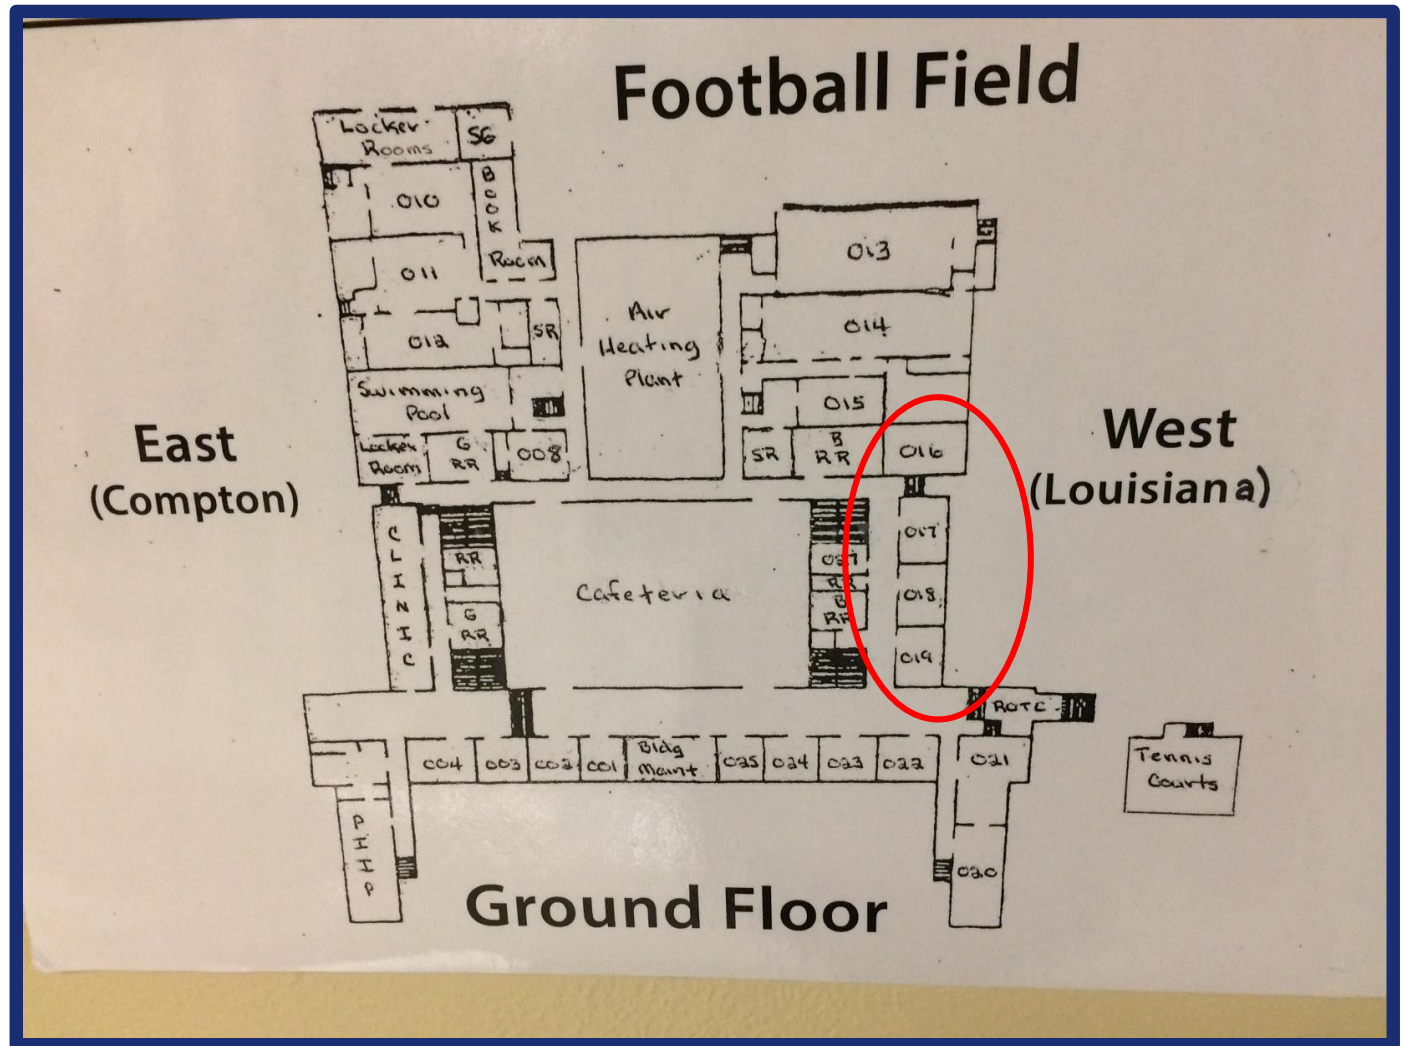 Football Field
Locker
Rooms
SG
010
BOOK
Room
011
012
SR
Swimming
Pool
Locker
Room
G
RR
008
Air
Heating
Plant
013
014
015
SR
B
RR
016
East
(Compton)
West
(Louisiana)
CLINIC
RR
G
RR
Cafeteria
RR
G
RR
017
018
019
ROTC
004
003
002
001
Bldg
Maint
025
024
023
022
021
Tennis
Courts
020
Ground Floor